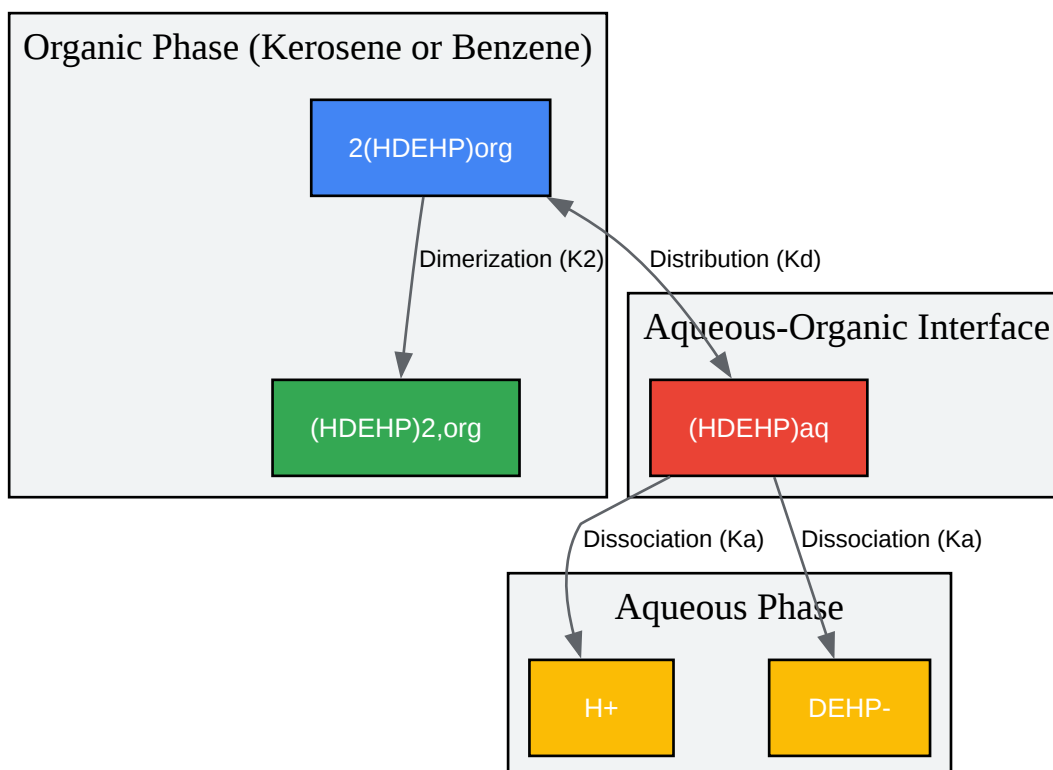 Organic Phase (Kerosene or Benzene)
2(HDEHP)org
Dimerization (K2)
Distribution (Kd)
Aqueous-Organic Interface
(HDEHP)2,org
(HDEHP)aq
Dissociation (Ka)
Dissociation (Ka)
Aqueous Phase
H+
DEHP-